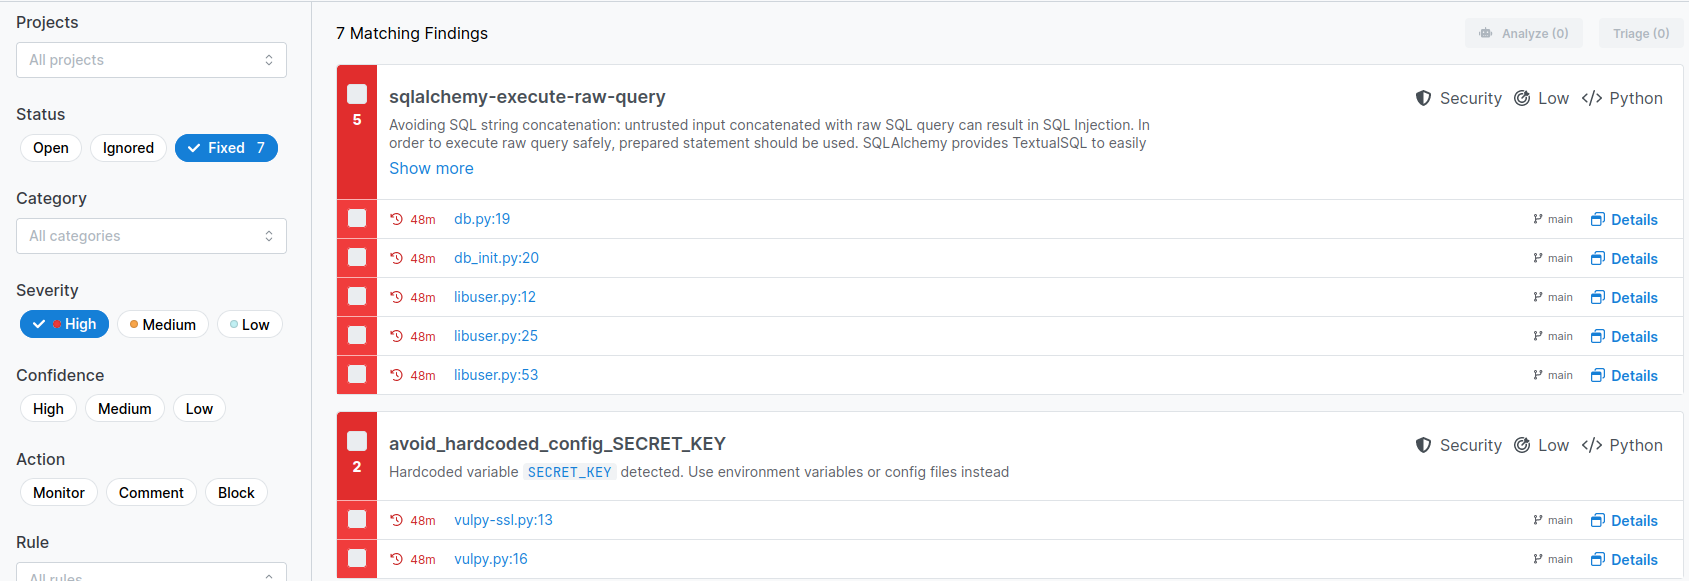 Projects
All projects
Status
Open
Ignored
Fixed 7
Category
All categories
Severity
High
Medium
Low
Confidence
High
Medium
Low
Action
Monitor
Comment
Block
Rule
All rules
7 Matching Findings
Analyze (0)
Triage (0)
5
sqlalchemy-execute-raw-query
Security
Low
Python
Avoiding SQL string concatenation: untrusted input concatenated with raw SQL query can result in SQL Injection. In
order to execute raw query safely, prepared statement should be used. SQLAlchemy provides TextualSQL to easily
Show more
48m db.py:19 main Details
48m db_init.py:20 main Details
48m libuser.py:12 main Details
48m libuser.py:25 main Details
48m libuser.py:53 main Details
2
avoid_hardcoded_config_SECRET_KEY
Security
Low
Python
Hardcoded variable SECRET_KEY detected. Use environment variables or config files instead
48m vulpy-ssl.py:13 main Details
48m vulpy.py:16 main Details